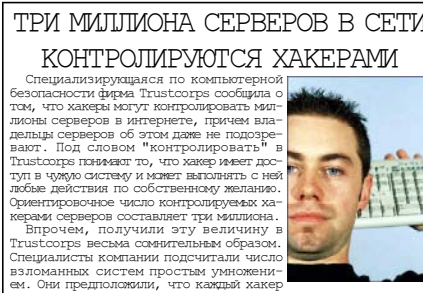 ТРИ МИЛЛИОНА СЕРВЕРОВ В СЕТИ
КОНТРОЛИРУЮТСЯ ХАКЕРАМИ
Специализирующаяся по компьютерной
безопасности фирма Trustcorps сообщила о
том, что хакеры могут контролировать мил-
лионы серверов в интернете, причем вла-
дельцы серверов об этом даже не подозре-
вают. Под словом "контролировать" в
Trustcorps понимают то, что хакер имеет дос-
туп в чужую систему и может выполнять с ней
любые действия по собственному желанию.
Ориентировочное число контролируемых ха-
керами серверов составляет три миллиона.
Впрочем, получили эту величину в
Trustcorps весьма сомнительным образом.
Специалисты компании подсчитали число
взломанных систем простым умножени-
ем. Они предположили, что каждый хакер